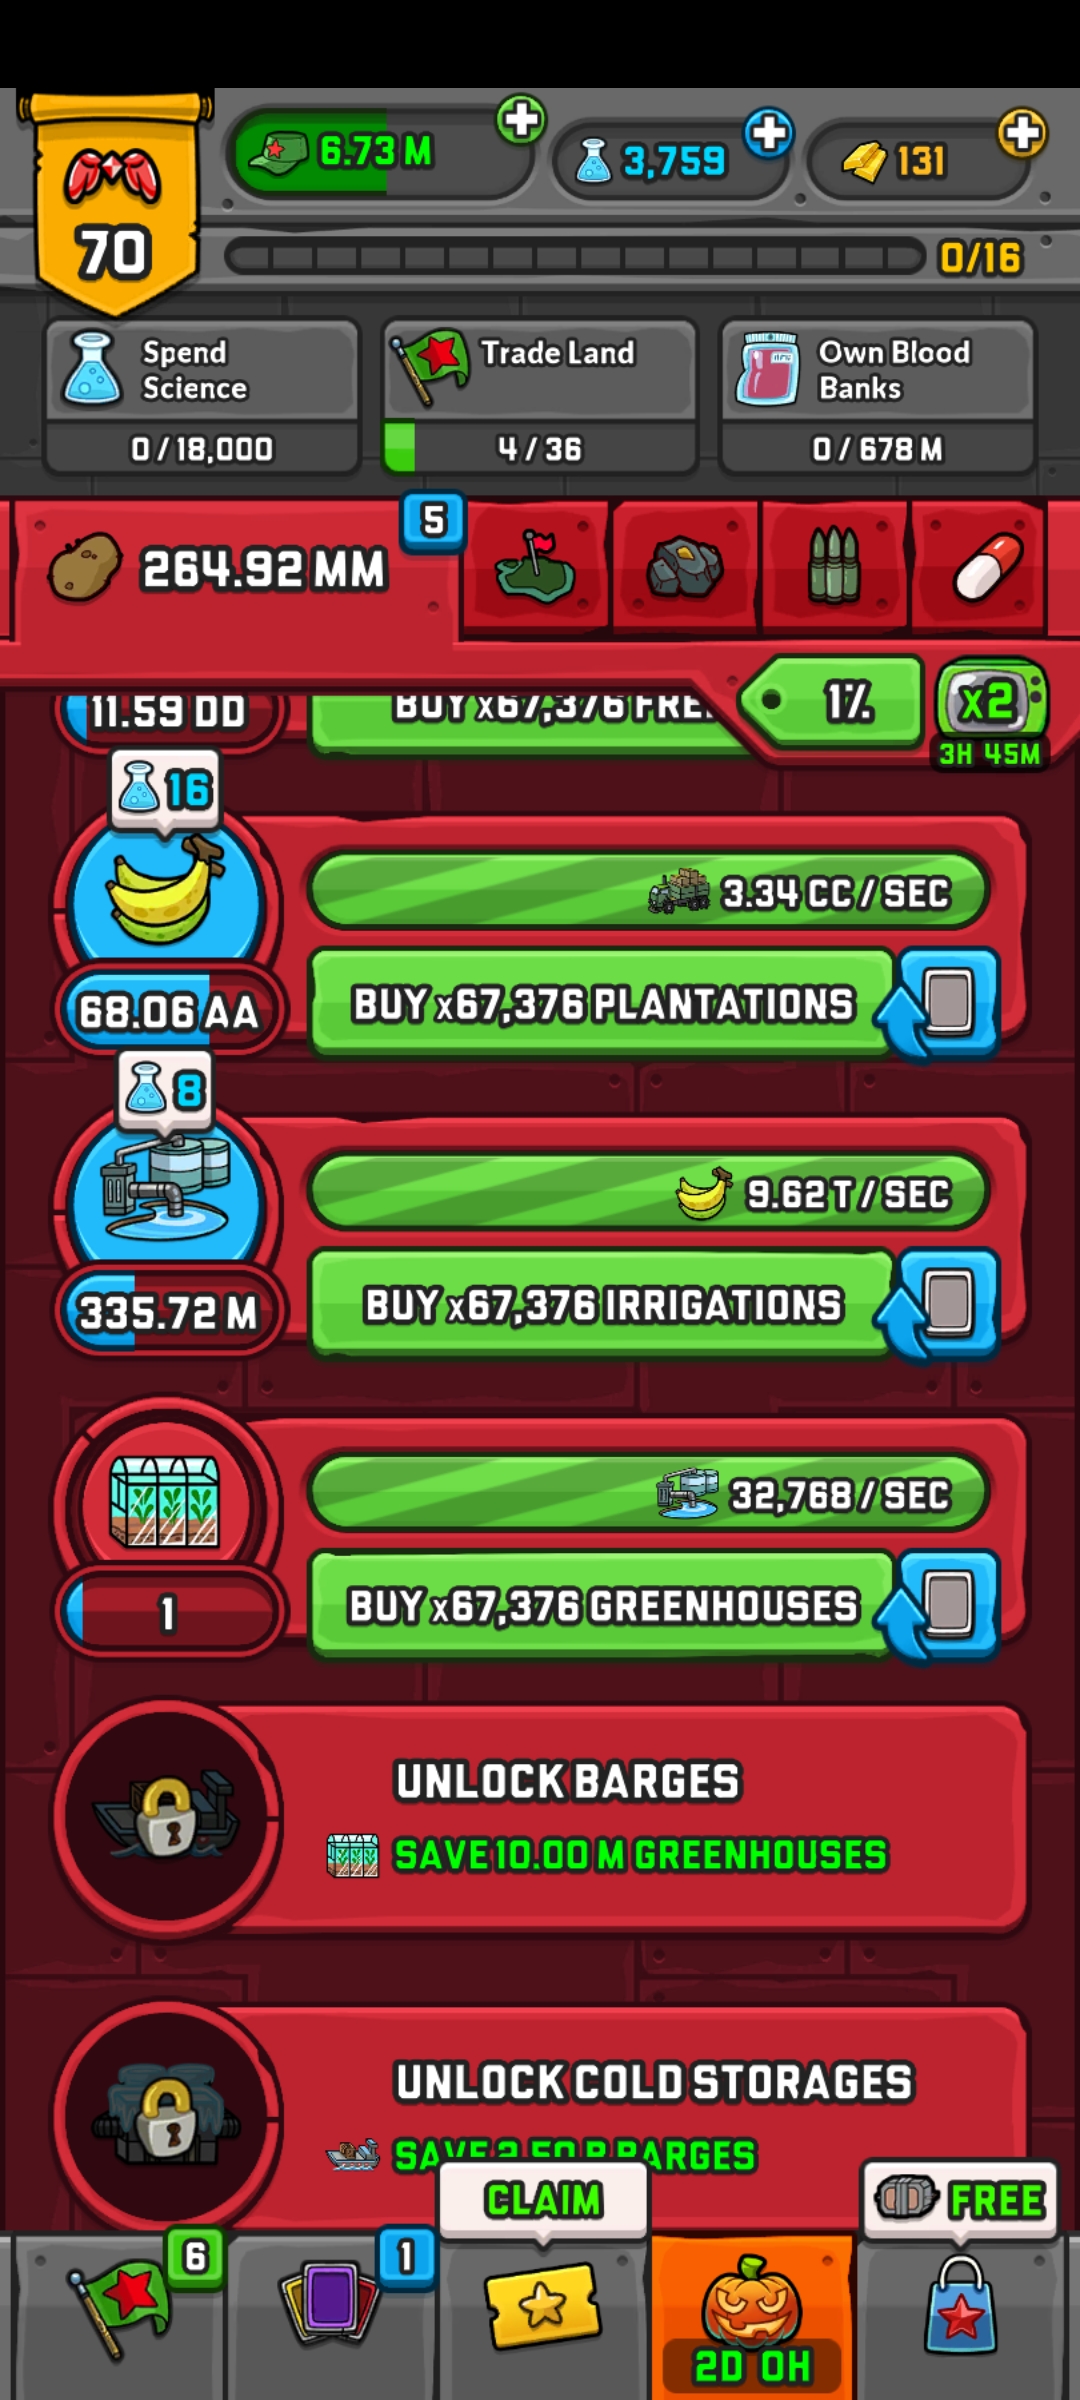 70
6.73 M
3,759
131
0/16
Spend
Science
0 / 18,000
Trade Land
4 / 36
Own Blood
Banks
0 / 678 M
264.92 MM
5
1%
x2
3H 45M
11.59 DD
BUY x67,376
16
3.34 CC / SEC
68.06 AA
BUY x67,376 PLANTATIONS
8
9.62 T / SEC
335.72 M
BUY x67,376 IRRIGATIONS
32,768 / SEC
1
BUY x67,376 GREENHOUSES
UNLOCK BARGES
SAVE 10.00 M GREENHOUSES
UNLOCK COLD STORAGES
SAVE 2.50 B BARGES
CLAIM
FREE
6
1
2D 0H